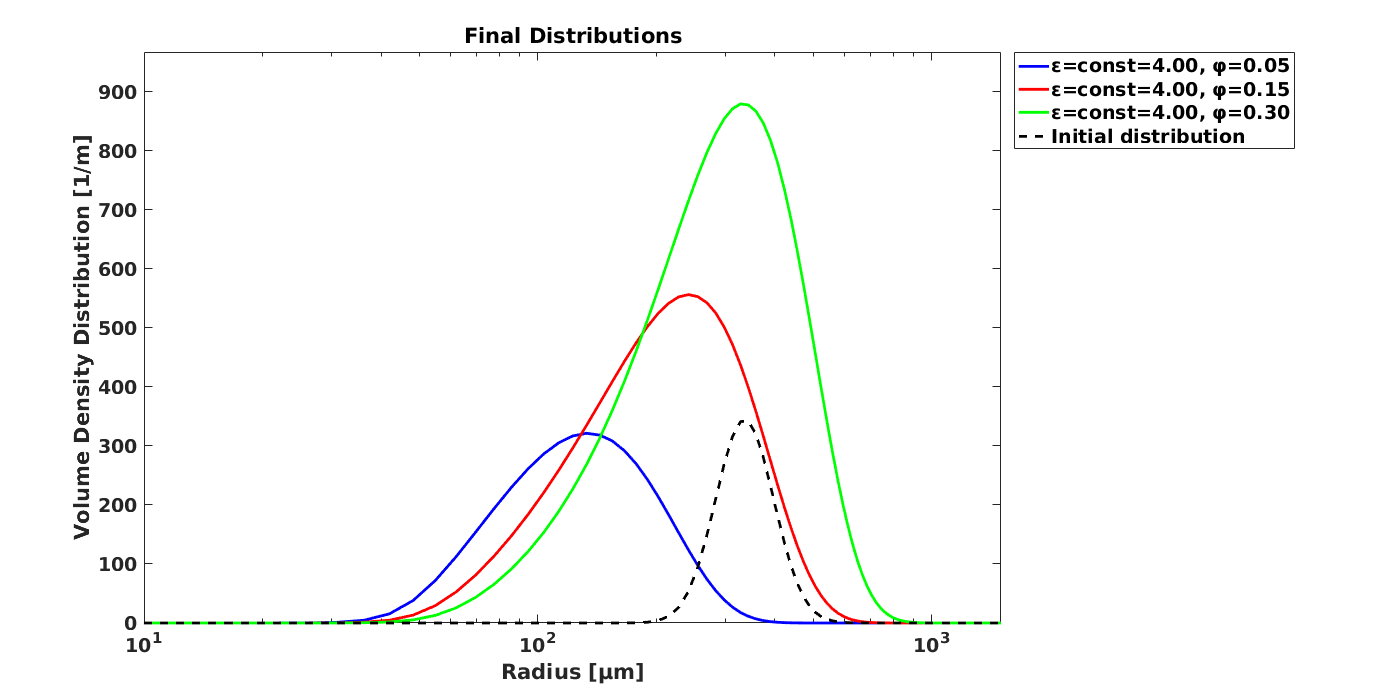 Final Distributions
ε=const=4.00, φ=0.05
ε=const=4.00, φ=0.15
ε=const=4.00, φ=0.30
Initial distribution
Volume Density Distribution [1/m]
900
800
700
600
500
400
300
200
100
0
10¹
10²
10³
Radius [μm]